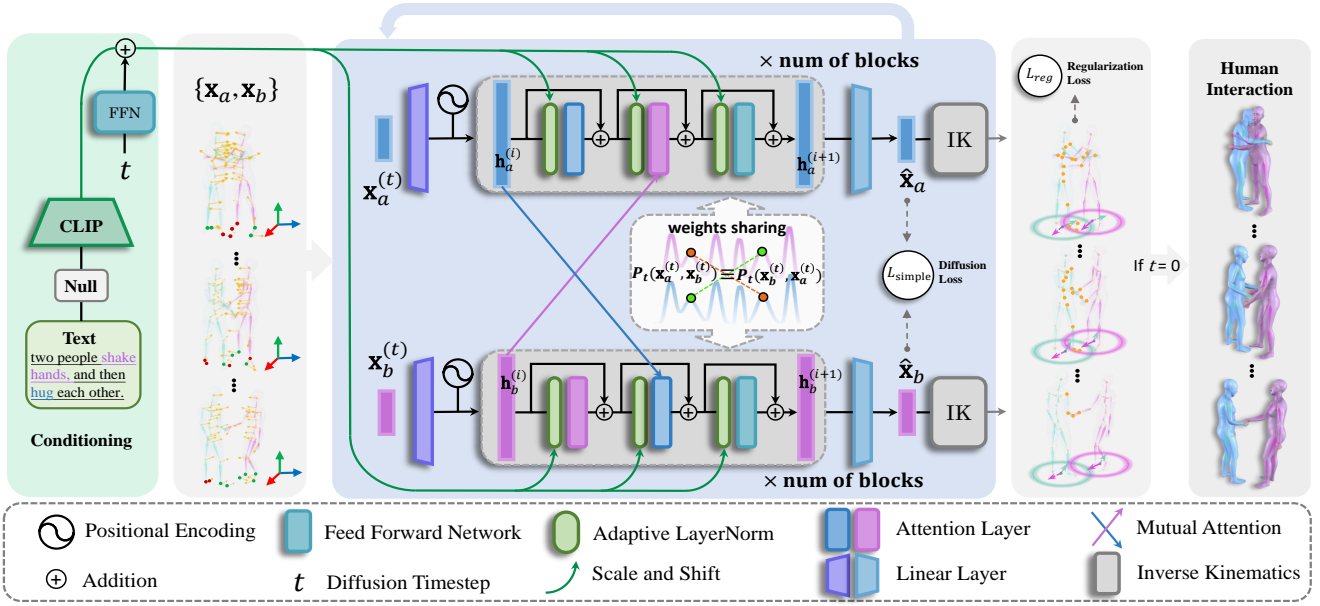 FFN
t
CLIP
Null
Text
two people shake
hands, and then
hug each other.
Conditioning
{𝐱_a, 𝐱_b}
× num of blocks
𝐱_a^(t)
𝐡_a^(i)
𝐡_a^(i+1)
𝐱̂_a
IK
weights sharing
P_t(𝐱_a^(t), 𝐱_b^(t)) ≡ P_t(𝐱_b^(t), 𝐱_a^(t))
L_simple
Diffusion
Loss
𝐱_b^(t)
𝐡_b^(i)
𝐡_b^(i+1)
𝐱̂_b
IK
× num of blocks
L_reg
Regularization
Loss
If t = 0
Human
Interaction
Positional Encoding
Feed Forward Network
Adaptive LayerNorm
Attention Layer
Mutual Attention
Addition
t Diffusion Timestep
Scale and Shift
Linear Layer
Inverse Kinematics